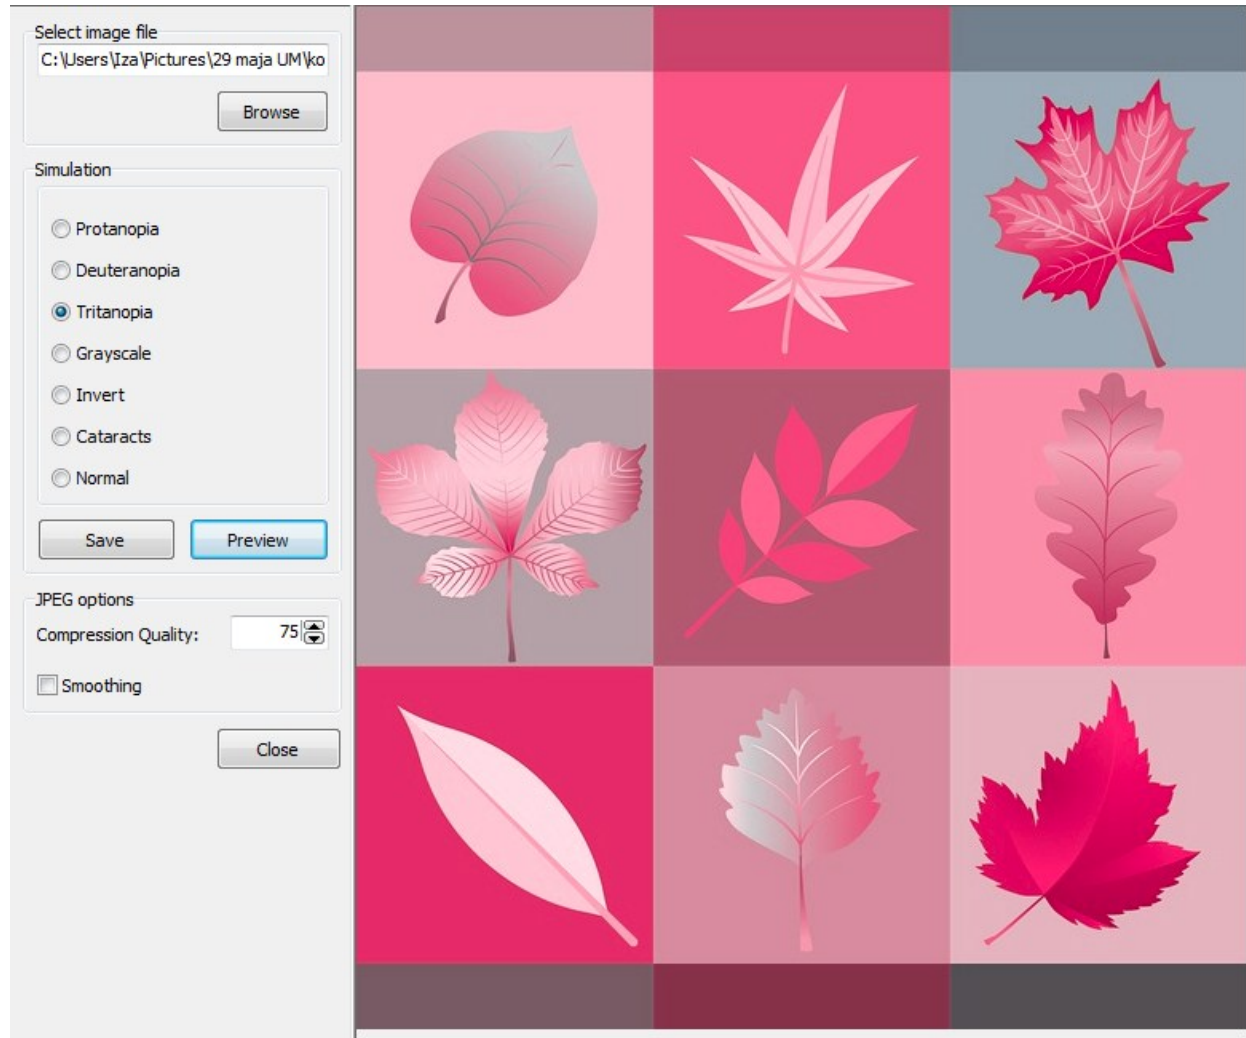 Select image file
C:\Users\Iza\Pictures\29 maja UM\ko
Browse
Simulation
Protanopia
Deuteranopia
Tritanopia
Grayscale
Invert
Cataracts
Normal
Save Preview
JPEG options
Compression Quality: 75
Smoothing
Close